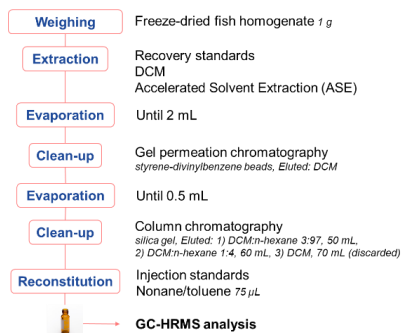 Weighing
Freeze-dried fish homogenate 1 g
Extraction
Recovery standards
DCM
Accelerated Solvent Extraction (ASE)
Evaporation
Until 2 mL
Clean-up
Gel permeation chromatography
styrene-divinylbenzene beads, Eluted: DCM
Evaporation
Until 0.5 mL
Clean-up
Column chromatography
silica gel, Eluted: 1) DCM:n-hexane 3:97, 50 mL,
2) DCM:n-hexane 1:4, 60 mL, 3) DCM, 70 mL (discarded)
Reconstitution
Injection standards
Nonane/toluene 75 µL
GC-HRMS analysis